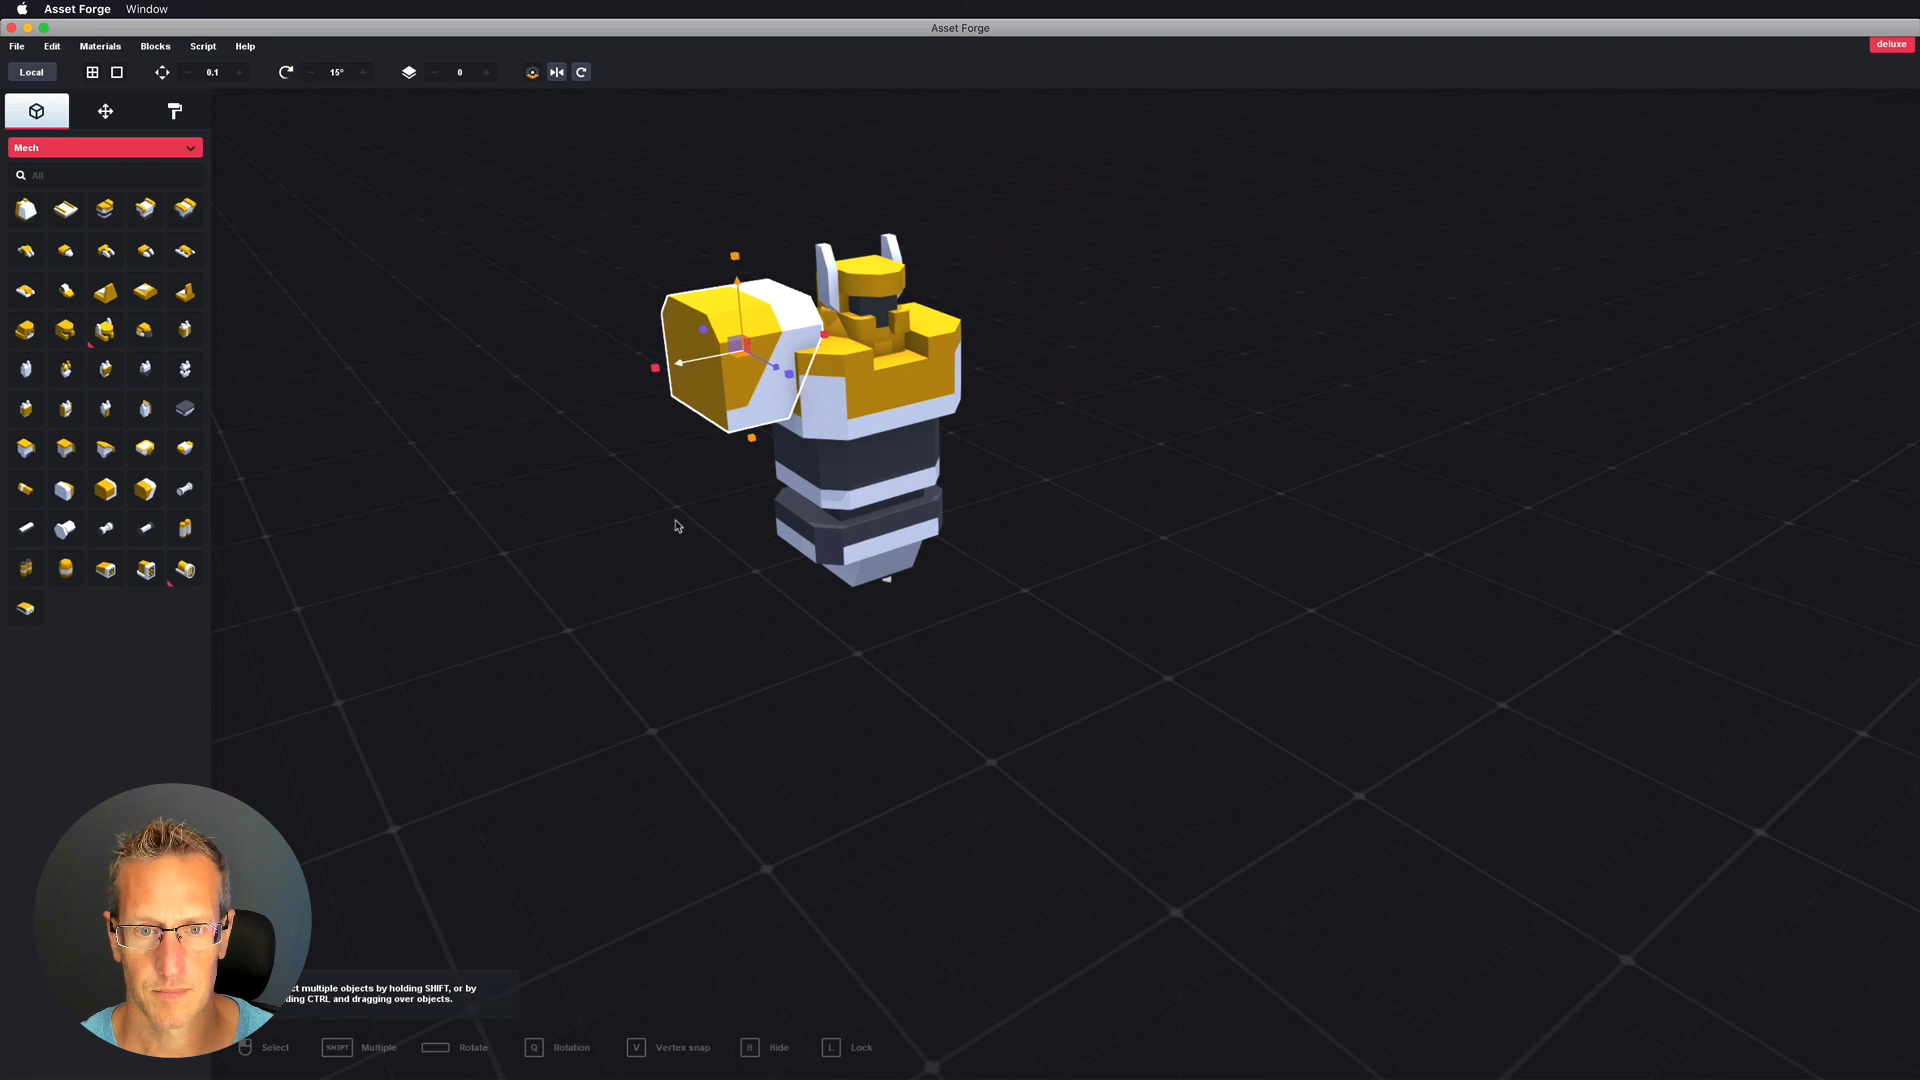 Asset Forge Window
Asset Forge
File Edit Materials Blocks Script Help
deluxe
Local 0.1 15° 0
Mech
All
ct multiple objects by holding SHIFT, or by
ding CTRL and dragging over objects.
Select SHIFT Multiple Rotate Q Rotation V Vertex snap H Hide L Lock